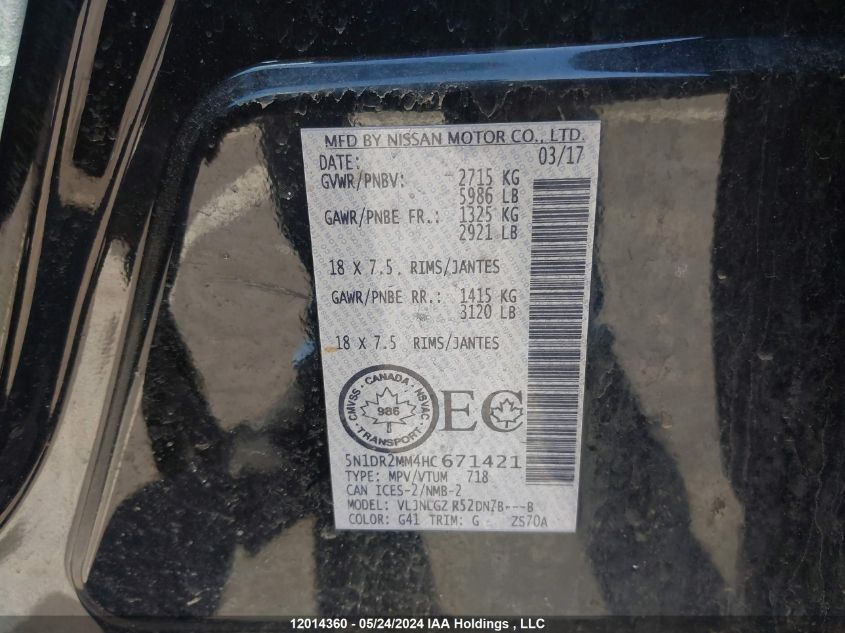 MFD BY NISSAN MOTOR CO., LTD.
DATE: 03/17
GVWR/PNBV: 2715 KG
5986 LB
GAWR/PNBE FR.: 1325 KG
2921 LB
18 X 7.5 RIMS/JANTES
GAWR/PNBE RR.: 1415 KG
3120 LB
18 X 7.5 RIMS/JANTES
CANADA
CMVSS NSVAC
986
TRANSPORT
EC
5N1DR2MM4HC671421
TYPE: MPV/VTUM 718
CAN ICES-2/NMB-2
MODEL: R52DN7B---B
COLOR: G41 TRIM: G ZS70A
12014360 - 05/24/2024 IAA Holdings , LLC